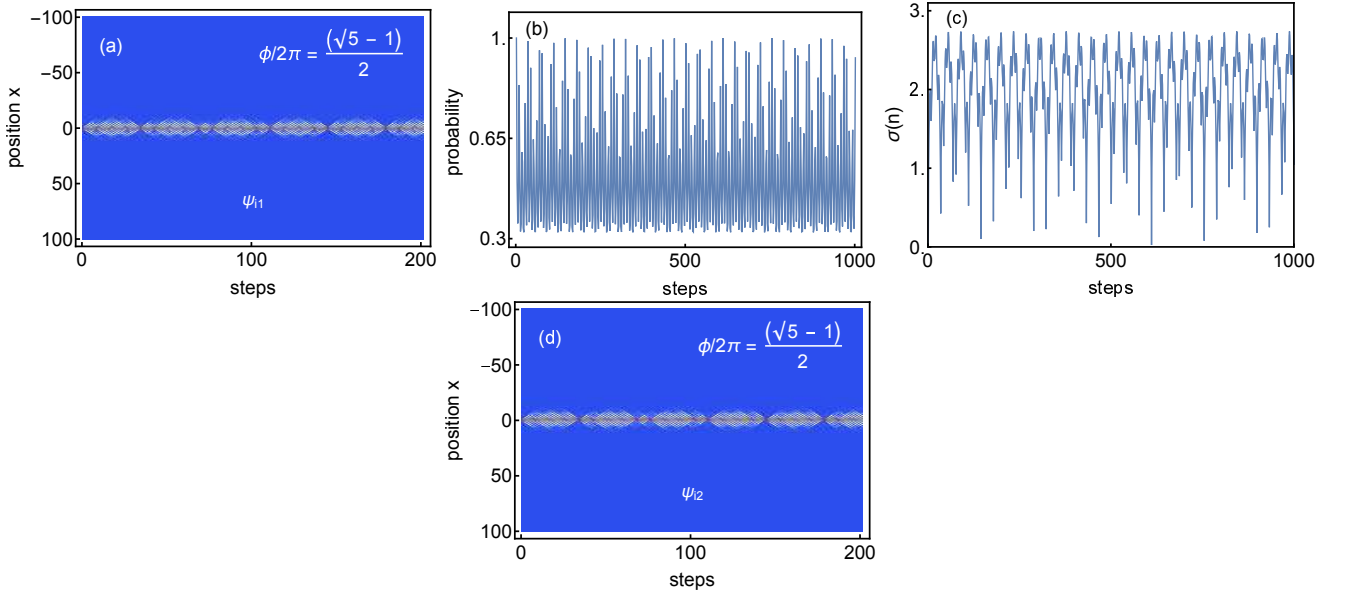 (a)
ϕ/2π = (√5 − 1)/2
ψi1
−100
−50
0
50
100
position x
0
100
200
steps
(b)
1.
0.65
0.3
probability
0
500
1000
steps
(c)
3.
2.
1.
0.
σ(n)
0
500
1000
steps
(d)
ϕ/2π = (√5 − 1)/2
ψi2
−100
−50
0
50
100
position x
0
100
200
steps